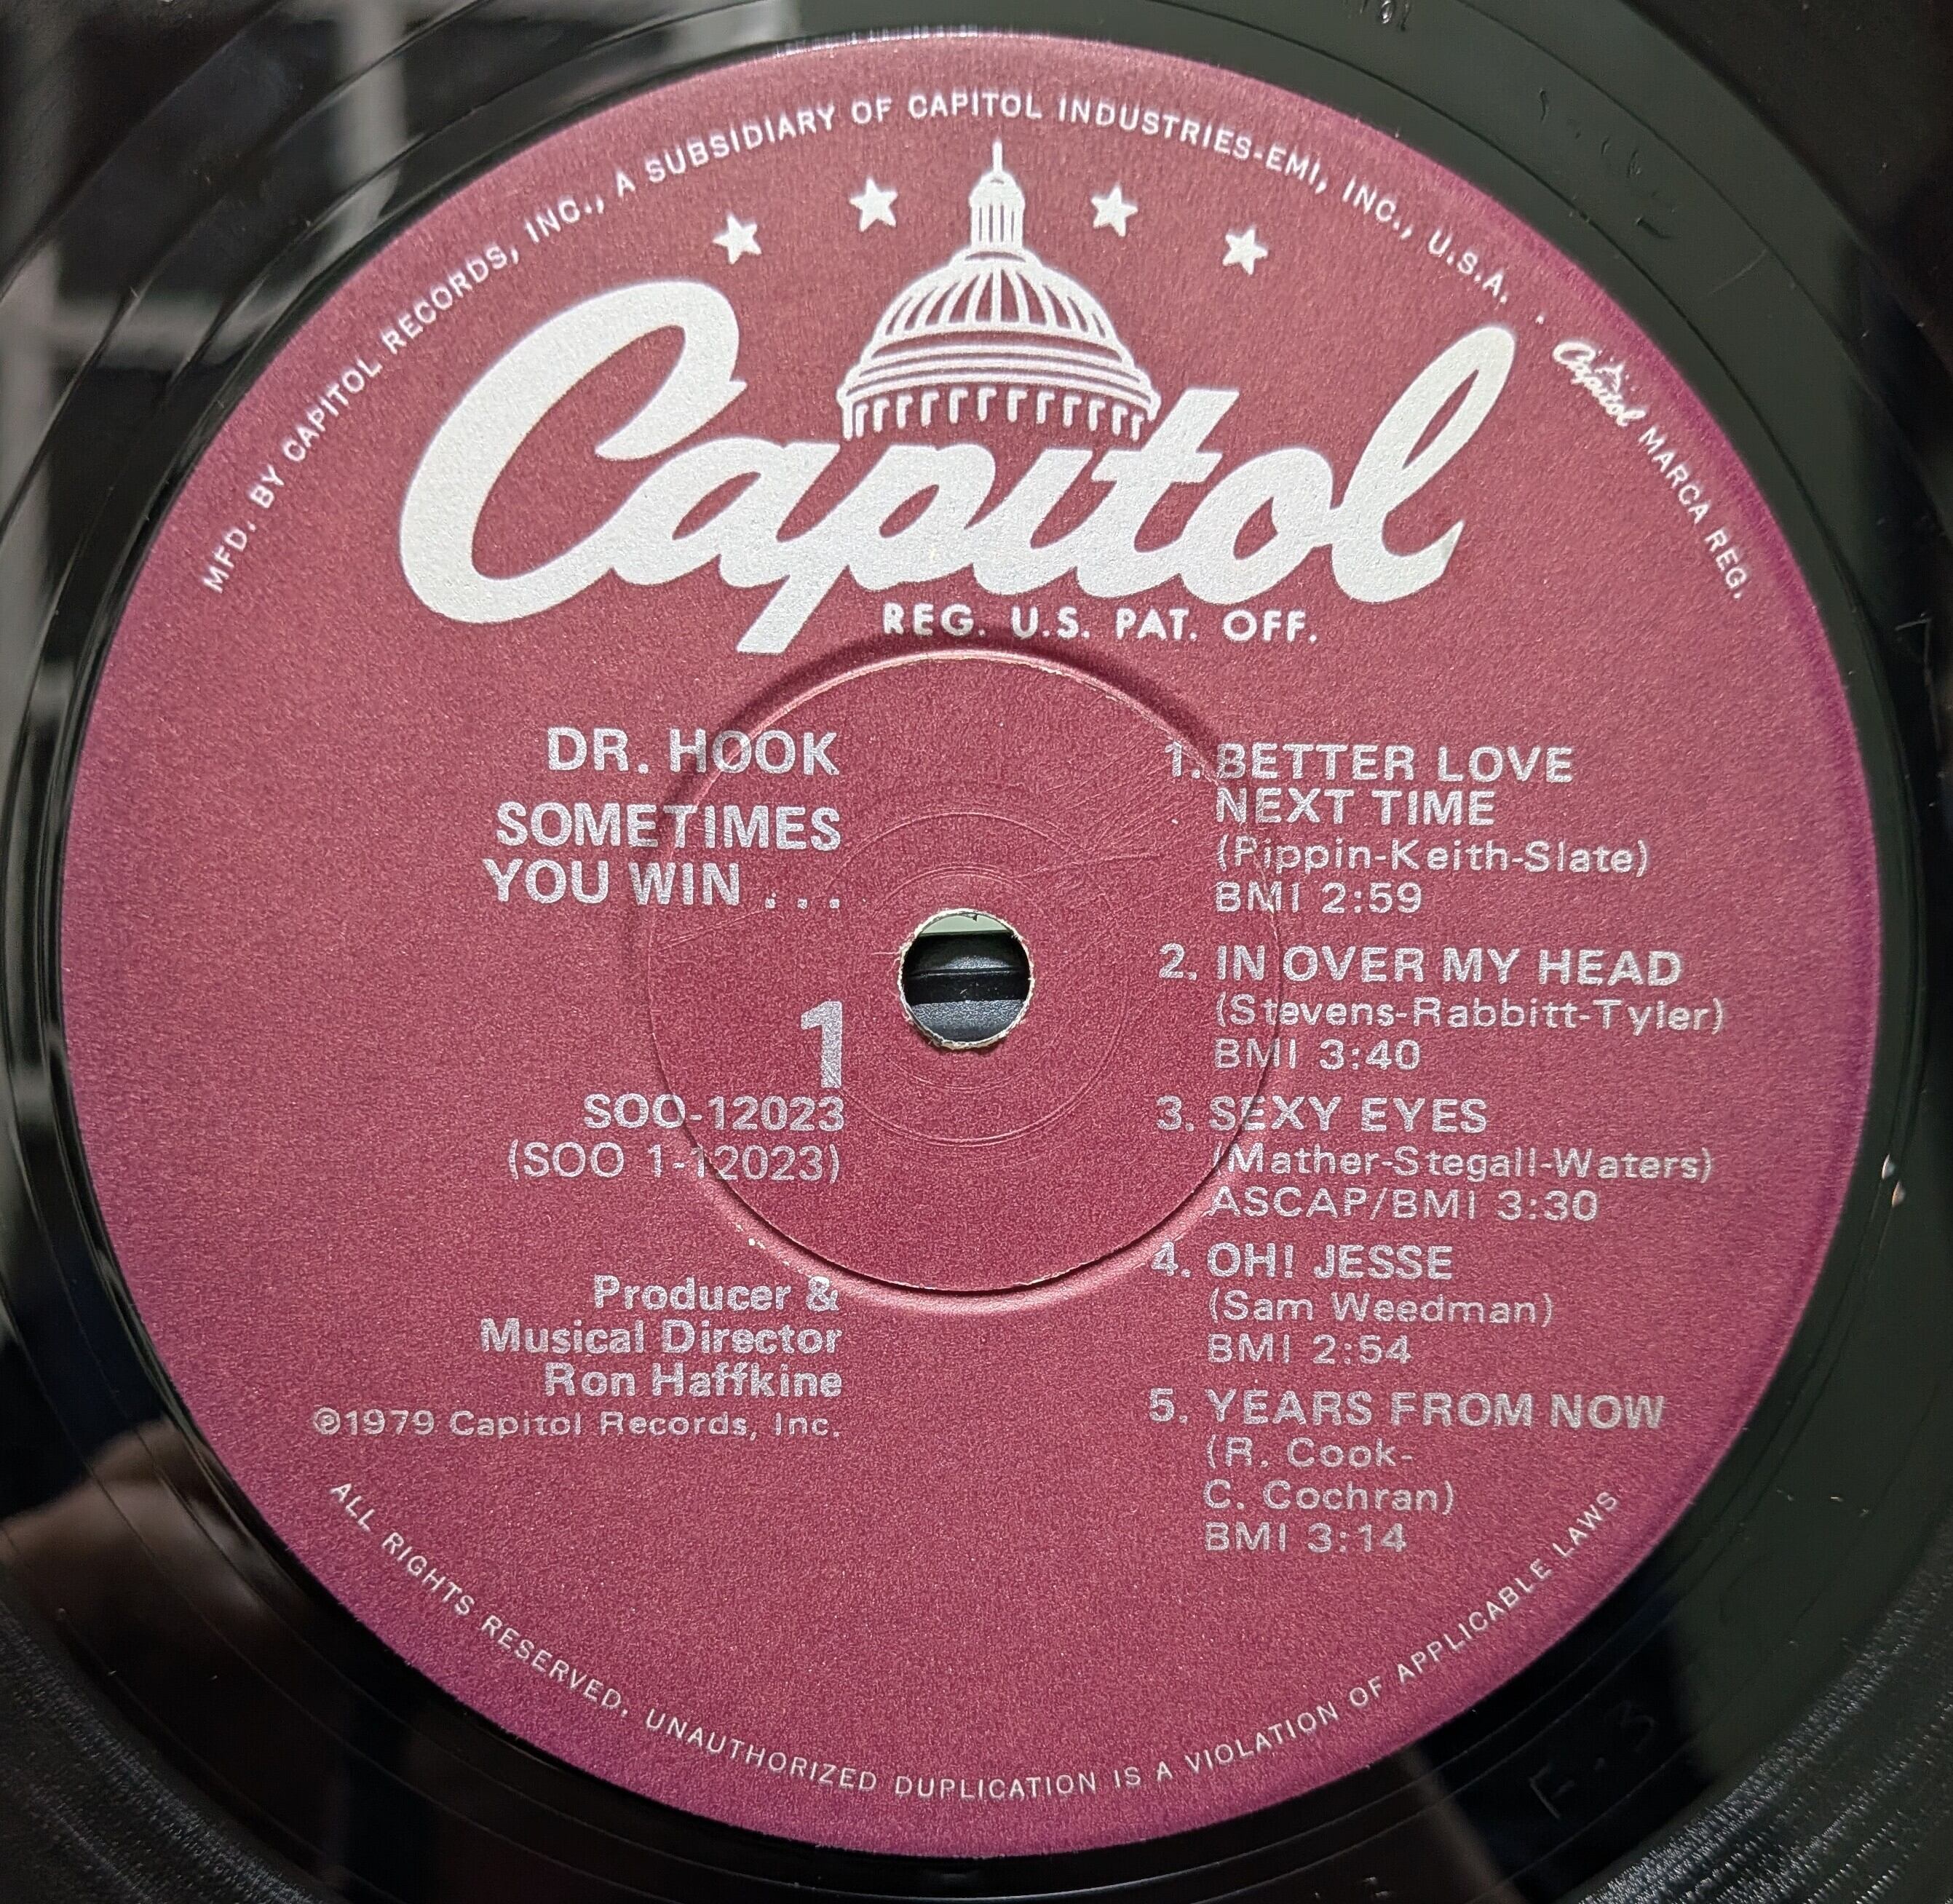 MFD. BY CAPITOL RECORDS, INC., A SUBSIDIARY OF CAPITOL INDUSTRIES-EMI, INC., U.S.A. · Capitol MARCA REG.
Capitol
REG. U.S. PAT. OFF.
DR. HOOK
SOMETIMES
YOU WIN . . .
1
SOO-12023
(SOO 1-12023)
Producer &
Musical Director
Ron Haffkine
℗1979 Capitol Records, Inc.
1. BETTER LOVE
NEXT TIME
(Pippin-Keith-Slate)
BMI 2:59
2. IN OVER MY HEAD
(Stevens-Rabbitt-Tyler)
BMI 3:40
3. SEXY EYES
(Mather-Stegall-Waters)
ASCAP/BMI 3:30
4. OH! JESSE
(Sam Weedman)
BMI 2:54
5. YEARS FROM NOW
(R. Cook-
C. Cochran)
BMI 3:14
ALL RIGHTS RESERVED. UNAUTHORIZED DUPLICATION IS A VIOLATION OF APPLICABLE LAWS